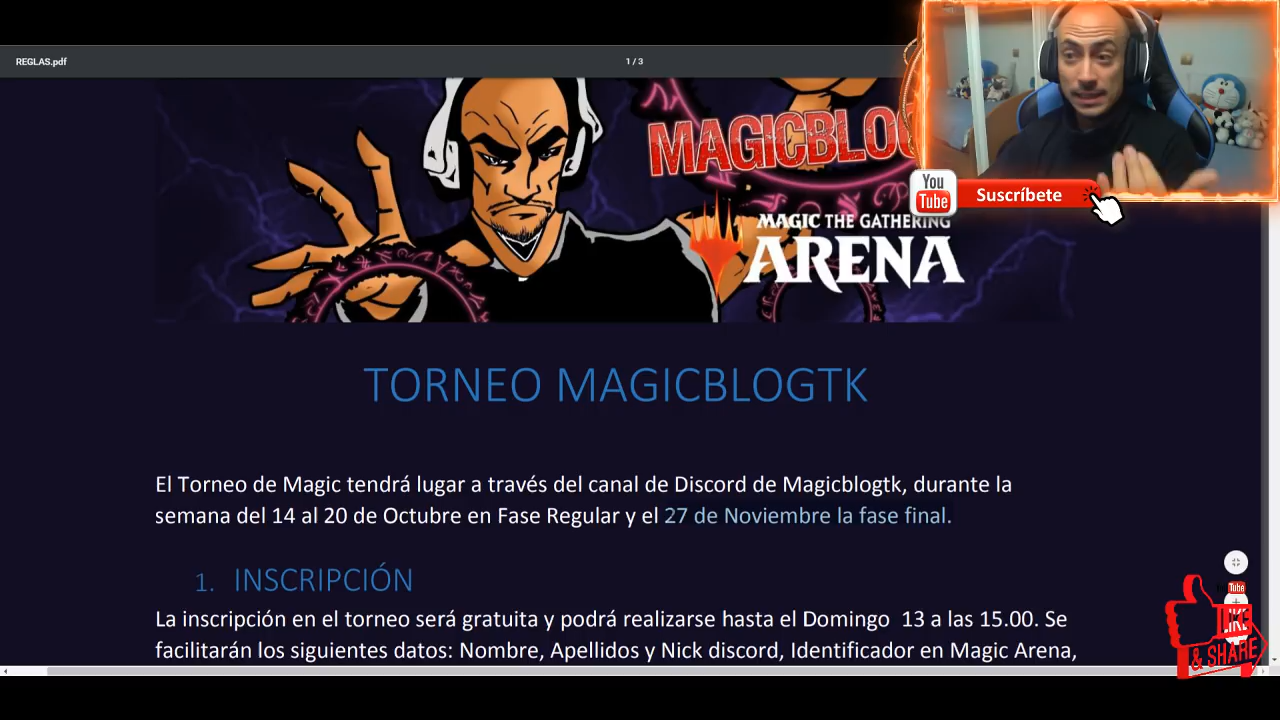 REGLAS.pdf
1 / 3
MAGICBLOG
You
Tube
Suscríbete
MAGIC THE GATHERING
ARENA
TORNEO MAGICBLOGTK
El Torneo de Magic tendrá lugar a través del canal de Discord de Magicblogtk, durante la
semana del 14 al 20 de Octubre en Fase Regular y el 27 de Noviembre la fase final.
1. INSCRIPCIÓN
La inscripción en el torneo será gratuita y podrá realizarse hasta el Domingo 13 a las 15.00. Se
facilitarán los siguientes datos: Nombre, Apellidos y Nick discord, Identificador en Magic Arena,
Tube
LIKE
& SHARE